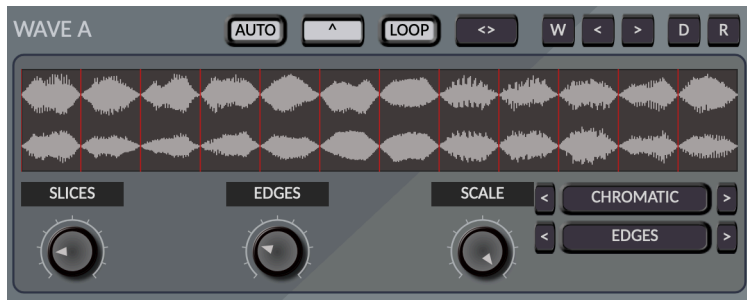 WAVE A AUTO ^ LOOP <> W < > D R
SLICES EDGES SCALE < CHROMATIC >
< EDGES >